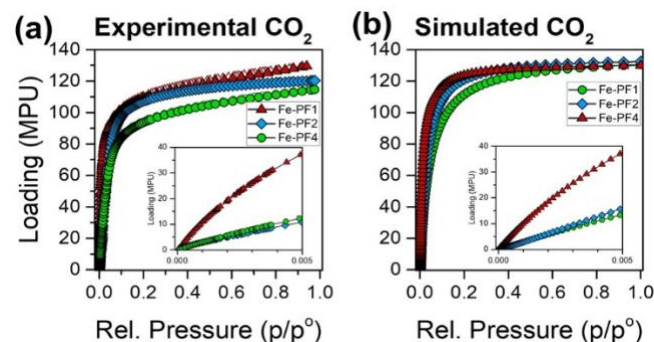 (a) Experimental CO₂
Loading (MPU)
140
120
100
80
60
40
20
0
Fe-PF1
Fe-PF2
Fe-PF4
Loading (MPU)
40
30
20
10
0
0.000
0.005
0.0 0.2 0.4 0.6 0.8 1.0
Rel. Pressure (p/p°)
(b) Simulated CO₂
140
120
100
80
60
40
20
0
Fe-PF1
Fe-PF2
Fe-PF4
Loading (MPU)
40
30
20
10
0
0.000
0.005
0.0 0.2 0.4 0.6 0.8 1.0
Rel. Pressure (p/p°)